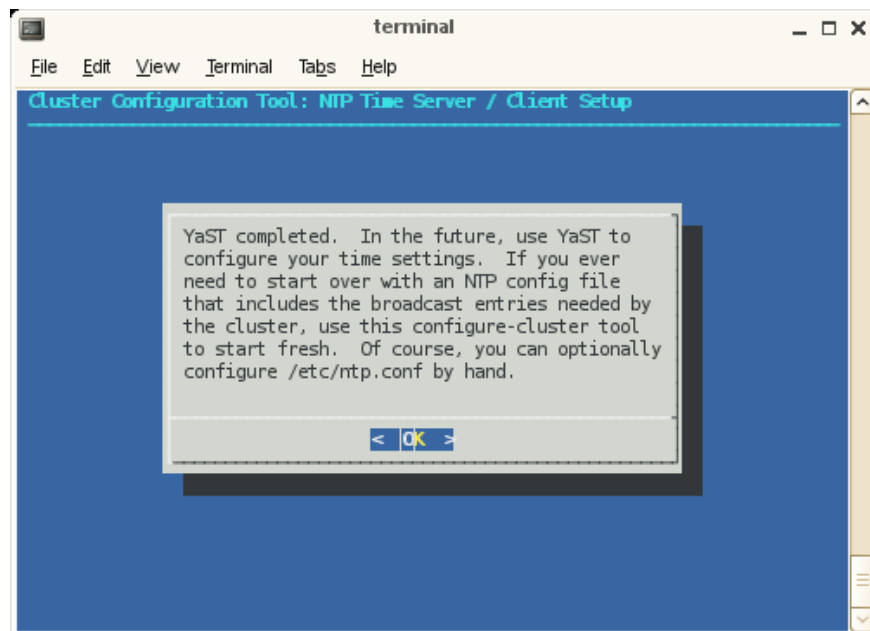 terminal
File Edit View Terminal Tabs Help
Cluster Configuration Tool: NTP Time Server / Client Setup
YaST completed.  In the future, use YaST to
configure your time settings.  If you ever
need to start over with an NTP config file
that includes the broadcast entries needed by
the cluster, use this configure-cluster tool
to start fresh.  Of course, you can optionally
configure /etc/ntp.conf by hand.
< OK >